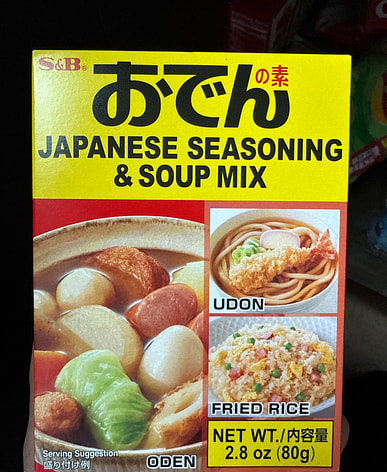 S&B®
おでんの素
JAPANESE SEASONING
& SOUP MIX
UDON
FRIED RICE
Serving Suggestion
盛り付け例
ODEN
NET WT./内容量
2.8 oz (80g)